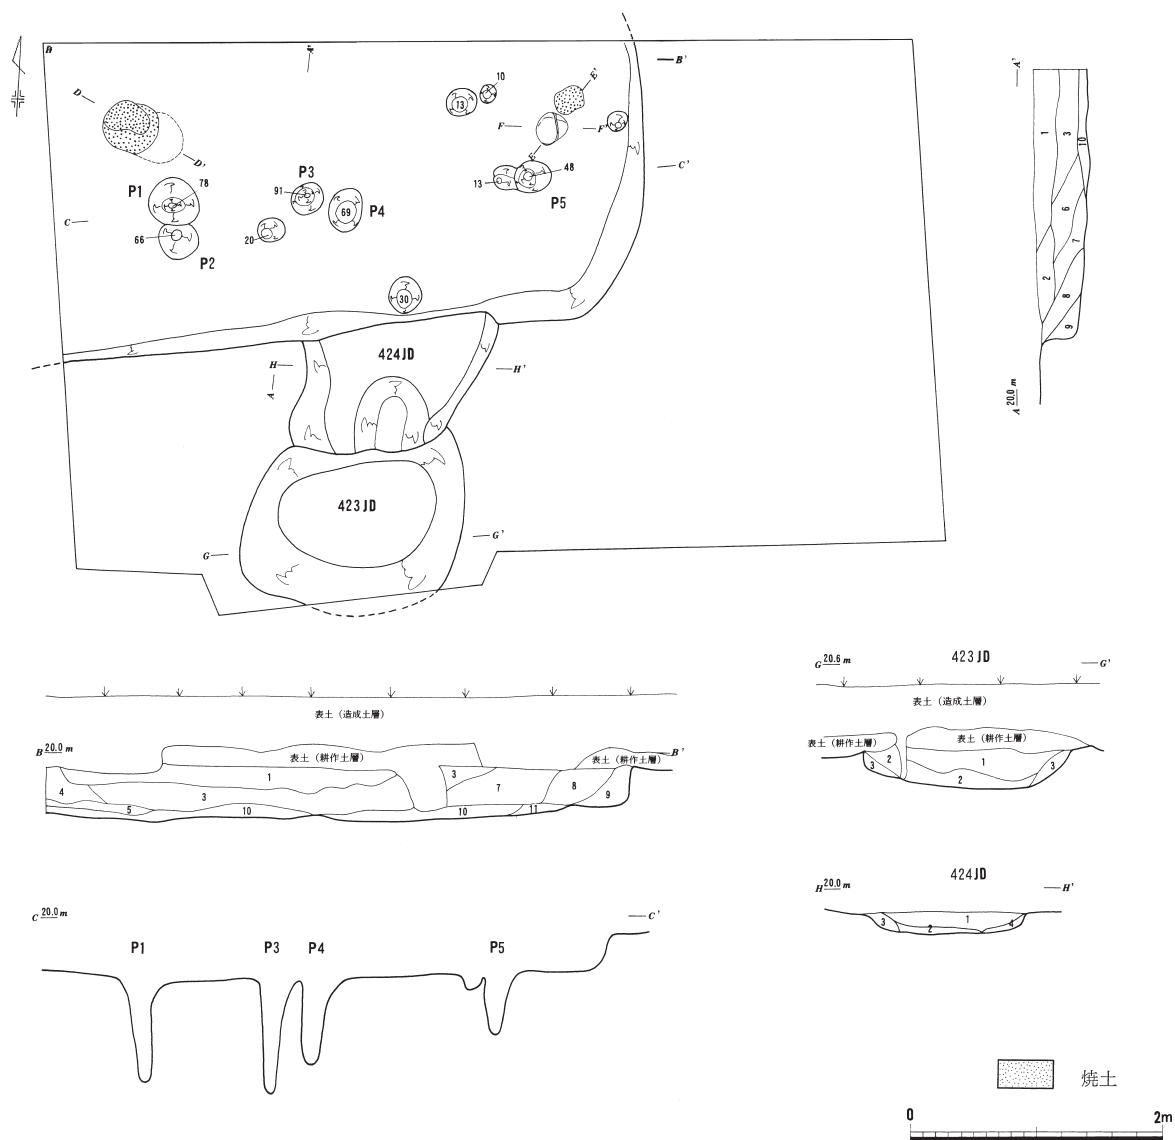 B
B'
D
D'
10
13
E'
F
F'
E
P1
78
P3
91
69
P4
13
48
P5
C
C'
66
P2
20
30
424JD
H
H'
A
423JD
G
G'
A'
1
3
10
6
7
2
8
9
A 20.0 m
表土（造成土層）
B 20.0 m
B'
表土（耕作土層）
表土（耕作土層）
1
3
4
3
7
8
9
5
10
10
11
G 20.6 m
423JD
G'
表土（造成土層）
表土（耕作土層）
表土（耕作土層）
3
2
1
2
3
424JD
H 20.0 m
H'
3
1
2
4
C 20.0 m
C'
P1
P3
P4
P5
焼土
0
2m